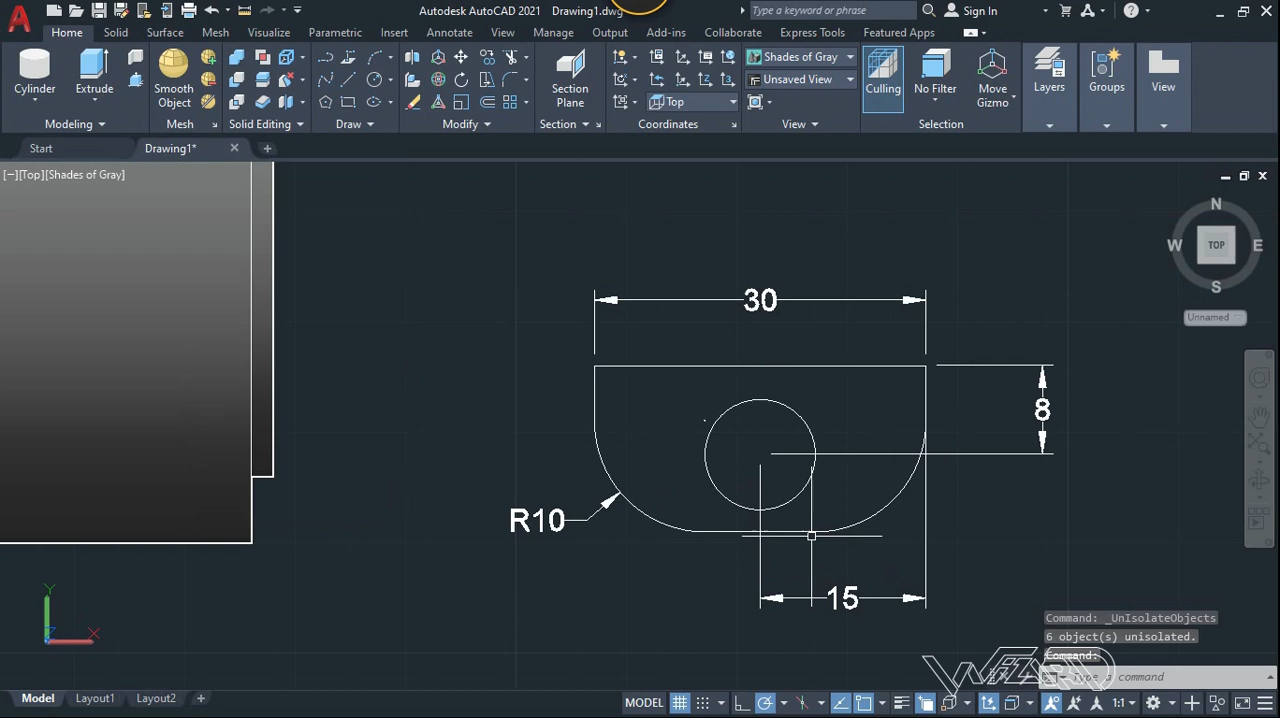 Autodesk AutoCAD 2021 Drawing1.dwg
Type a keyword or phrase
Sign In
Home Solid Surface Mesh Visualize Parametric Insert Annotate View Manage Output Add-ins Collaborate Express Tools Featured Apps
Cylinder
Extrude
Smooth
Object
Section
Plane
Shades of Gray
Unsaved View
Top
Culling
No Filter
Move
Gizmo
Layers
Groups
View
Modeling
Mesh
Solid Editing
Draw
Modify
Section
Coordinates
View
Selection
Start
Drawing1*
[−][Top][Shades of Gray]
N
W
TOP
E
S
Unnamed
30
8
R10
15
Y
X
Z
Command: _UnIsolateObjects
6 object(s) unisolated.
Command:
Type a command
WIZARD
Model
Layout1
Layout2
MODEL
1:1